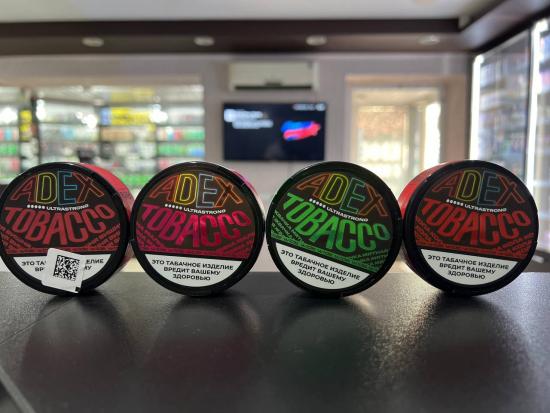 ADEX
ULTRASTRONG
TOBACCO
ЭТО ТАБАЧНОЕ ИЗДЕЛИЕ
ВРЕДИТ ВАШЕМУ
ADEX
ULTRASTRONG
TOBACCO
ЭТО ТАБАЧНОЕ ИЗДЕЛИЕ
ВРЕДИТ ВАШЕМУ
ЗДОРОВЬЮ
ADEX
ULTRASTRONG
TOBACCO
ЭТО ТАБАЧНОЕ ИЗДЕЛИЕ
ВРЕДИТ ВАШЕМУ
ЗДОРОВЬЮ
ADEX
ULTRASTRONG
TOBACCO
ЭТО ТАБАЧНОЕ ИЗДЕЛИЕ
ВРЕДИТ ВАШЕМУ
ЗДОРОВЬЮ